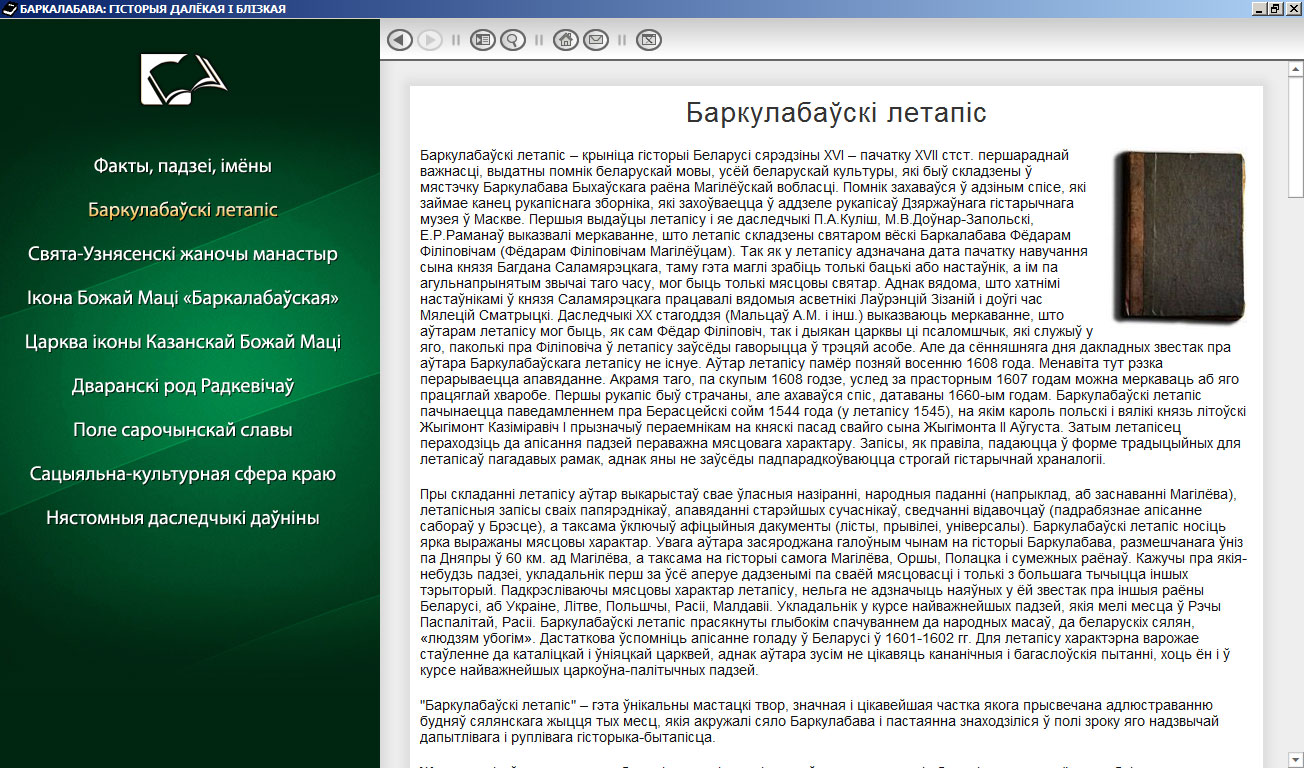 БАРКАЛАБАВА: ГІСТОРЫЯ ДАЛЁКАЯ І БЛІЗКАЯ
Факты, падзеі, імёны
Баркулабаўскі летапіс
Свята-Узнясенскі жаночы манастыр
Ікона Божай Маці «Баркалабаўская»
Царква іконы Казанскай Божай Маці
Дваранскі род Радкевічаў
Поле сарочынскай славы
Сацыяльна-культурная сфера краю
Нястомныя даследчыкі даўніны
Баркулабаўскі летапіс
Баркулабаўскі летапіс – крыніца гісторыі Беларусі сярэдзіны XVI – пачатку XVII стст. першараднай
важнасці, выдатны помнік беларускай мовы, усёй беларускай культуры, які быў складзены ў
мястэчку Баркулабава Быхаўскага раёна Магілёўскай вобласці. Помнік захаваўся ў адзіным спісе, які
займае канец рукапіснага зборніка, які захоўваецца ў аддзеле рукапісаў Дзяржаўнага гістарычнага
музея ў Маскве. Першыя выдаўцы летапісу і яе даследчыкі П.А.Куліш, М.В.Доўнар-Запольскі,
Е.Р.Раманаў выказвалі меркаванне, што летапіс складзены святаром вёскі Баркалабава Фёдарам
Філіповічам (Фёдарам Філіповічам Магілёўцам). Так як у летапісу адзначана дата пачатку навучання
сына князя Багдана Саламярэцкага, таму гэта маглі зрабіць толькі бацькі або настаўнік, а ім па
агульнапрынятым звычаі таго часу, мог быць толькі мясцовы святар. Аднак вядома, што хатнімі
настаўнікамі ў князя Саламярэцкага працавалі вядомыя асветнікі Лаўрэнцій Зізаній і доўгі час
Мялецій Сматрыцкі. Даследчыкі XX стагоддзя (Мальцаў А.М. і інш.) выказваюць меркаванне, што
аўтарам летапісу мог быць, як сам Фёдар Філіповіч, так і дыякан царквы ці псаломшчык, які служыў у
яго, паколькі пра Філіповіча ў летапісу заўсёды гаворыцца ў трэцяй асобе. Але да сённяшняга дня дакладных звестак пра
аўтара Баркулабаўскага летапісу не існуе. Аўтар летапісу памёр позняй восенню 1608 года. Менавіта тут рэзка
перарываецца апавяданне. Акрамя таго, па скупым 1608 годзе, услед за прасторным 1607 годам можна меркаваць аб яго
працяглай хваробе. Першы рукапіс быў страчаны, але ахаваўся спіс, датаваны 1660-ым годам. Баркулабаўскі летапіс
пачынаецца паведамленнем пра Берасцейскі сойм 1544 года (у летапісу 1545), на якім кароль польскі і вялікі князь літоўскі
Жыгімонт Казіміравіч I прызначыў пераемнікам на княскі пасад свайго сына Жыгімонта II Аўгуста. Затым летапісец
пераходзіць да апісання падзей пераважна мясцовага характару. Запісы, як правіла, падаюцца ў форме традыцыйных для
летапісаў пагадавых рамак, аднак яны не заўсёды падпарадкоўваюцца строгай гістарычнай храналогіі.
Пры складанні летапісу аўтар выкарыстаў свае ўласныя назіранні, народныя паданні (напрыклад, аб заснаванні Магілёва),
летапісныя запісы сваіх папярэднікаў, апавяданні старэйшых сучаснікаў, сведчанні відавочцаў (падрабязнае апісанне
сабораў у Брэсце), а таксама ўключыў афіцыйныя дакументы (лісты, прывілеі, універсалы). Баркулабаўскі летапіс носіць
ярка выражаны мясцовы характар. Увага аўтара засяроджана галоўным чынам на гісторыі Баркулабава, размешчанага ўніз
па Дняпры ў 60 км. ад Магілёва, а таксама на гісторыі самога Магілёва, Оршы, Полацка і сумежных раёнаў. Кажучы пра якія-
небудзь падзеі, укладальнік перш за ўсё аперуе дадзенымі па сваёй мясцовасці і толькі з большага тычыцца іншых
тэрыторый. Падкрэсліваючы мясцовы характар летапісу, нельга не адзначыць наяўных у ёй звестак пра іншыя раёны
Беларусі, аб Украіне, Літве, Польшчы, Расіі, Малдавіі. Укладальнік у курсе найважнейшых падзей, якія мелі месца ў Рэчы
Паспалітай, Расіі. Баркулабаўскі летапіс прасякнуты глыбокім спачуваннем да народных масаў, да беларускіх сялян,
«людзям убогім». Дастаткова ўспомніць апісанне голаду ў Беларусі ў 1601-1602 гг. Для летапісу характэрна варожае
стаўленне да каталіцкай і ўніяцкай царквей, аднак аўтара зусім не цікавяць кананічныя і багаслоўскія пытанні, хоць ён і ў
курсе найважнейшых царкоўна-палітычных падзей.
"Баркулабаўскі летапіс" – гэта ўнікальны мастацкі твор, значная і цікавейшая частка якога прысвечана адлюстраванню
будняў сялянскага жыцця тых месц, якія акружалі сяло Баркулабава і пастаянна знаходзіліся ў полі зроку яго надзвычай
дапытлівага і руплівага гісторыка-бытапісца.